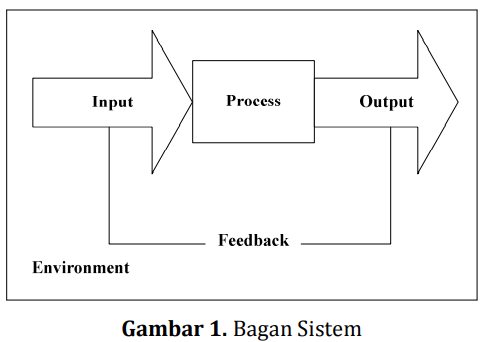 Input
Process
Output
Feedback
Environment
Gambar 1. Bagan Sistem